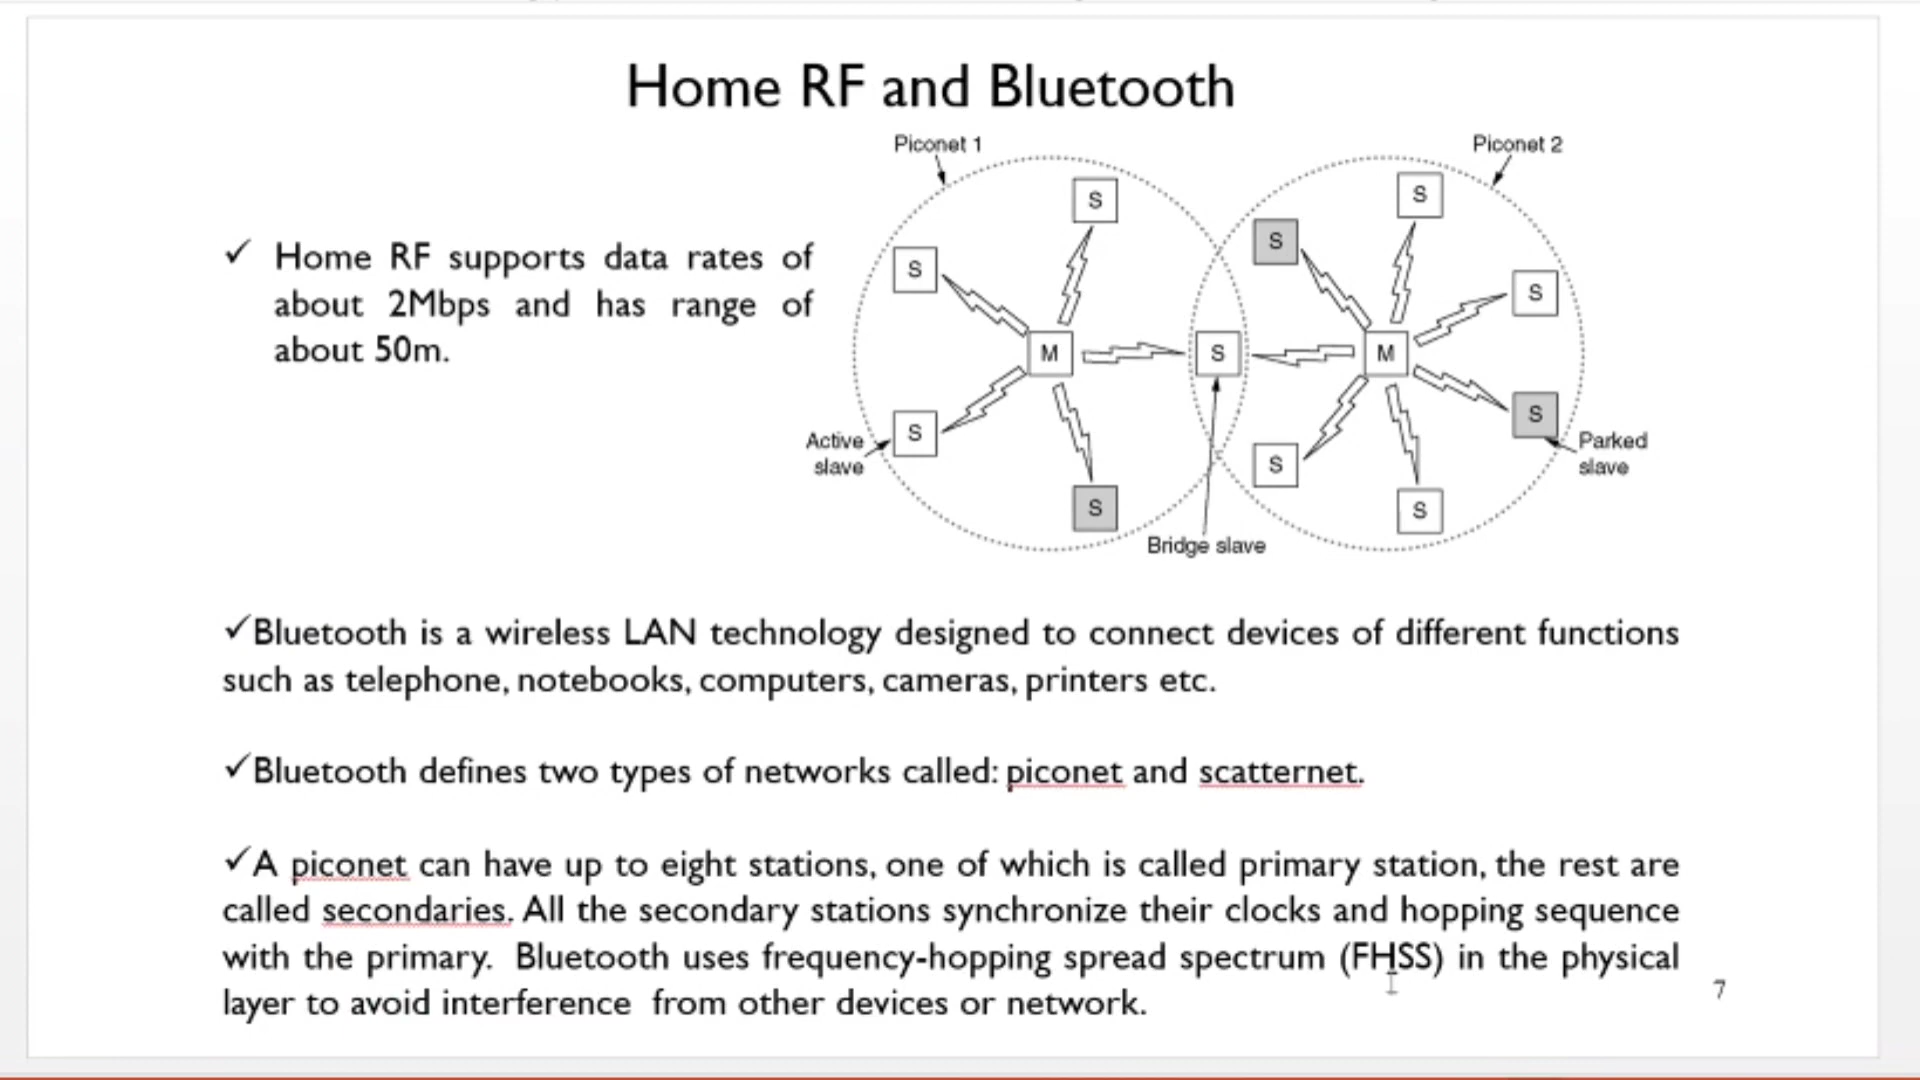 Home RF and Bluetooth
Piconet 1
Piconet 2
S
S
S
S
S
✓ Home RF supports data rates of
about 2Mbps and has range of
about 50m.
M
S
M
S
S
Active
slave
S
Parked
slave
S
S
Bridge slave
✓Bluetooth is a wireless LAN technology designed to connect devices of different functions
such as telephone, notebooks, computers, cameras, printers etc.
✓Bluetooth defines two types of networks called: piconet and scatternet.
✓A piconet can have up to eight stations, one of which is called primary station, the rest are
called secondaries. All the secondary stations synchronize their clocks and hopping sequence
with the primary. Bluetooth uses frequency-hopping spread spectrum (FHSS) in the physical
layer to avoid interference from other devices or network.
7